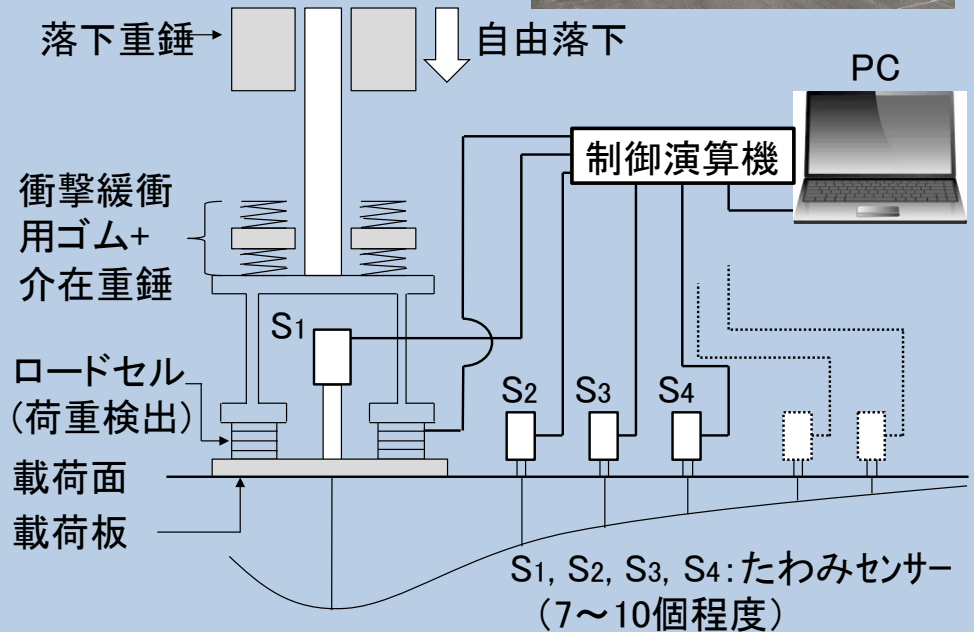 落下重錘
自由落下
PC
制御演算機
衝撃緩衝
用ゴム+
介在重錘
S1
ロードセル
(荷重検出)
S2
S3
S4
載荷面
載荷板
S1, S2, S3, S4:たわみセンサー
(7～10個程度)